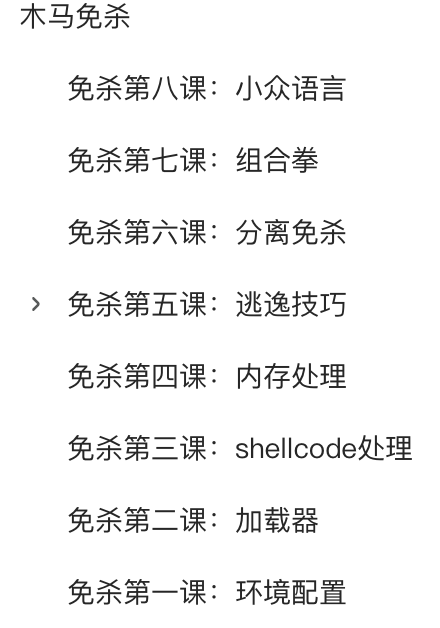 木马免杀
免杀第八课：小众语言
免杀第七课：组合拳
免杀第六课：分离免杀
免杀第五课：逃逸技巧
免杀第四课：内存处理
免杀第三课：shellcode处理
免杀第二课：加载器
免杀第一课：环境配置